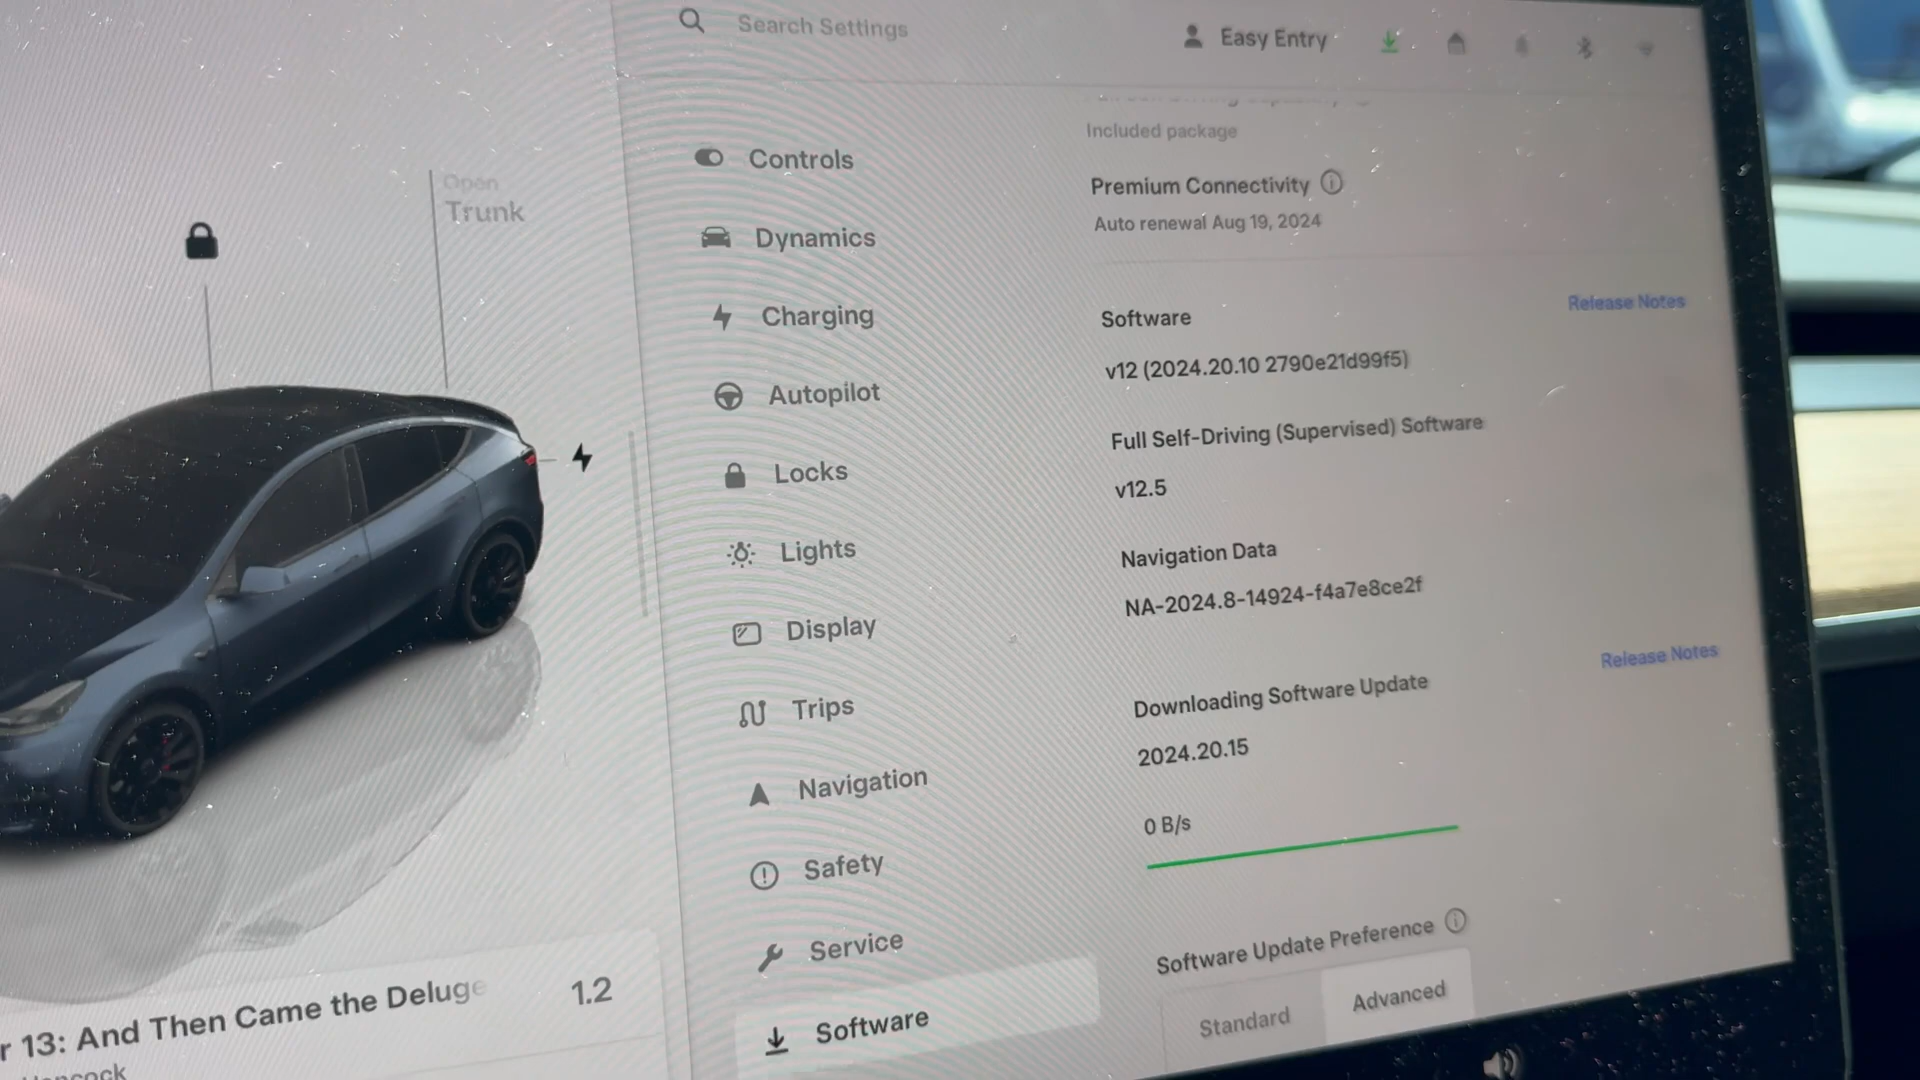 Search Settings
Easy Entry
Open
Trunk
Controls
Dynamics
Charging
Autopilot
Locks
Lights
Display
Trips
Navigation
Safety
Service
Software
Included package
Premium Connectivity
Auto renewal Aug 19, 2024
Software
Release Notes
v12 (2024.20.10 2790e21d99f5)
Full Self-Driving (Supervised) Software
v12.5
Navigation Data
NA-2024.8-14924-f4a7e8ce2f
Release Notes
Downloading Software Update
2024.20.15
0 B/s
Software Update Preference
Standard
Advanced
r 13: And Then Came the Deluge
1.2